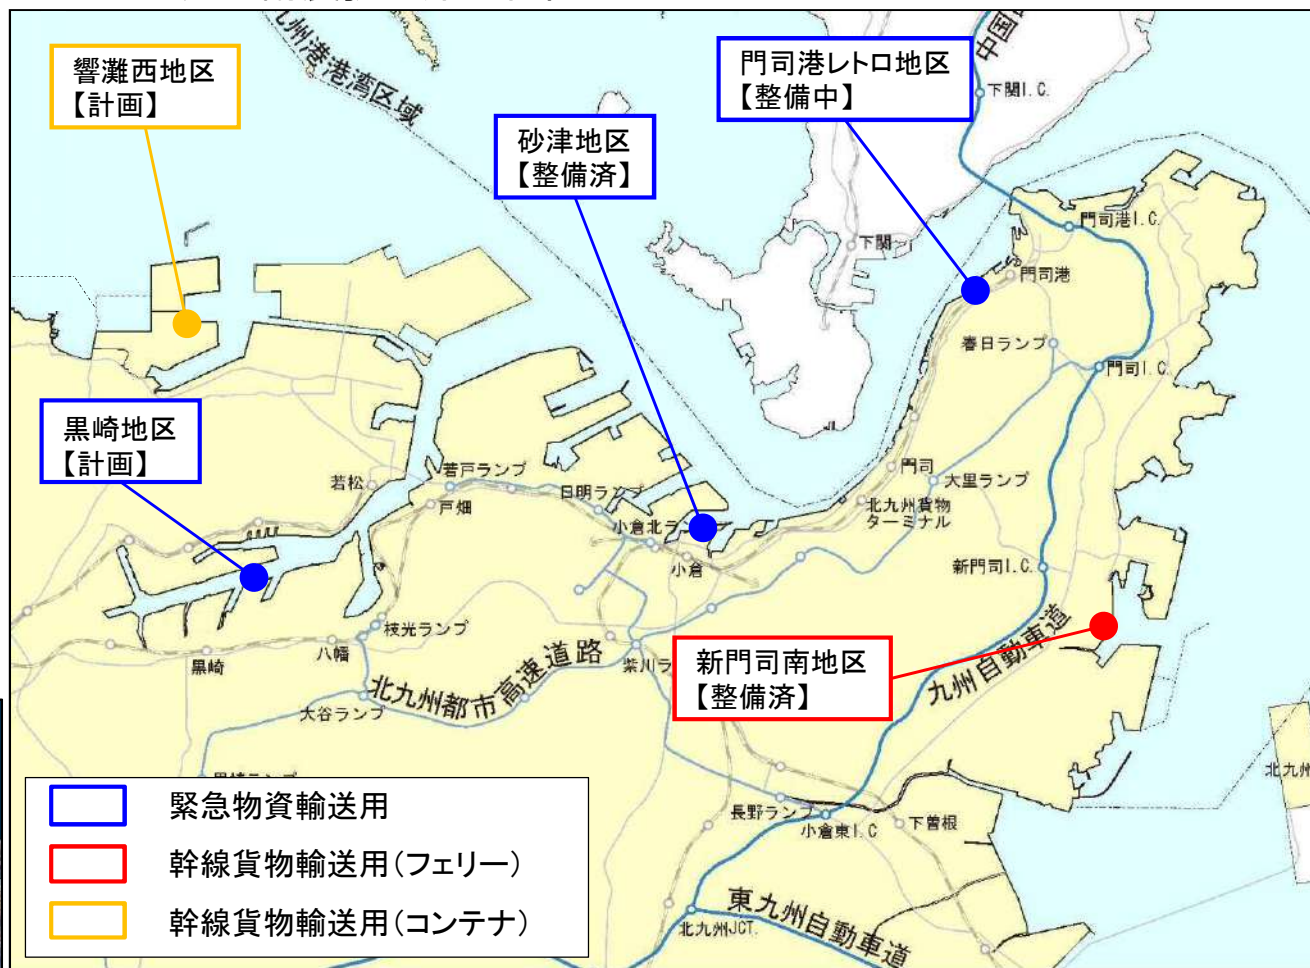 九州港港湾区域
中国
響灘西地区
【計画】
門司港レトロ地区
【整備中】
下関I.C.
砂津地区
【整備済】
門司港I.C.
下関
門司港
春日ランプ
門司I.C.
黒崎地区
【計画】
若松
若戸ランプ
戸畑
日明ランプ
門司
大里ランプ
北九州貨物
ターミナル
小倉北ラン
小倉
新門司I.C.
枝光ランプ
八幡
黒崎
紫川ラ
新門司南地区
【整備済】
九州自動車道
北九州都市高速道路
大谷ランプ
北九州
長野ランプ
小倉東I.C
下曽根
緊急物資輸送用
幹線貨物輸送用(フェリー)
幹線貨物輸送用(コンテナ)
北九州JCT.
東九州自動車道